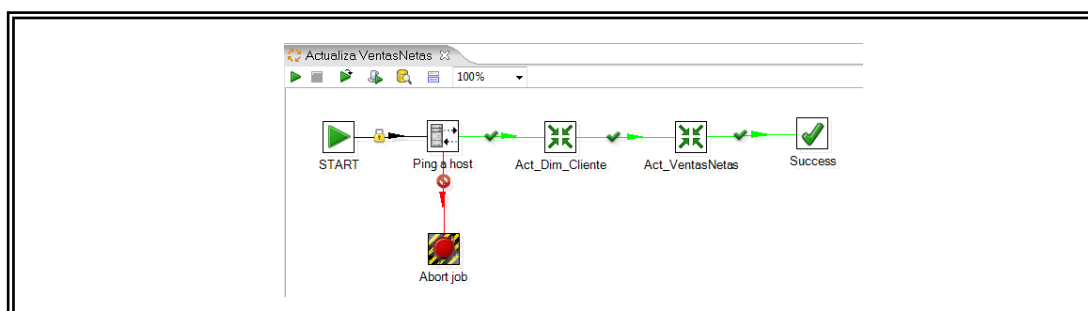 Actualiza VentasNetas
100%
START
Ping a host
Act_Dim_Cliente
Act_VentasNetas
Success
Abort job